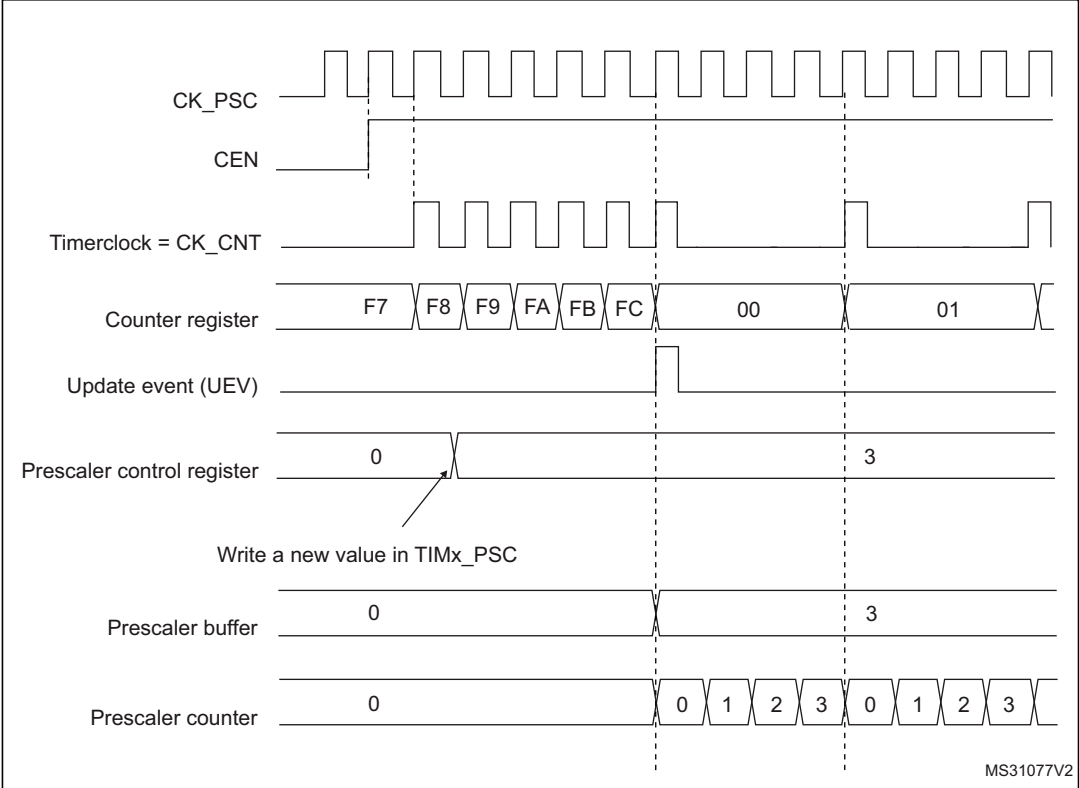 CK_PSC
CEN
Timerclock = CK_CNT
Counter register F7 F8 F9 FA FB FC 00 01
Update event (UEV)
Prescaler control register 0 3
Write a new value in TIMx_PSC
Prescaler buffer 0 3
Prescaler counter 0 0 1 2 3 0 1 2 3
MS31077V2